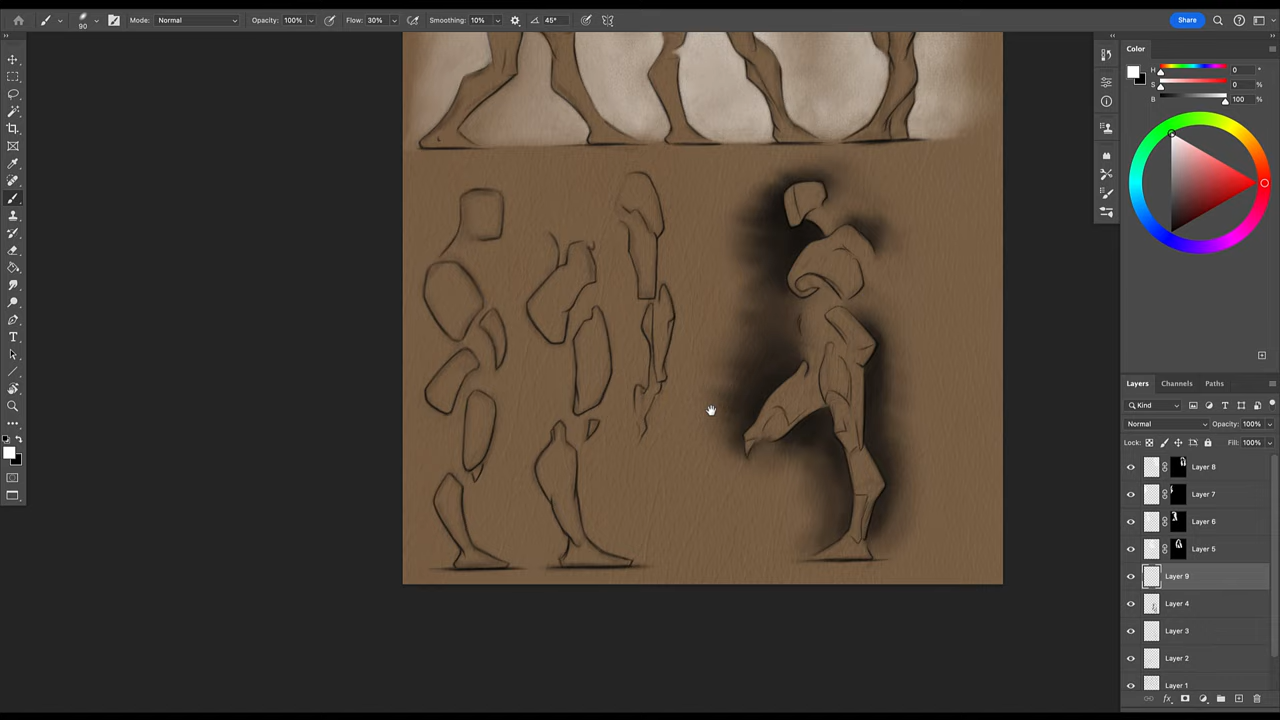 90 Mode: Normal Opacity: 100% Flow: 30% Smoothing: 10% 45° Share
Color
H 0 °
S 0 %
B 100 %
Layers Channels Paths
Kind
Normal Opacity: 100%
Lock: Fill: 100%
Layer 8
Layer 7
Layer 6
Layer 5
Layer 9
Layer 4
Layer 3
Layer 2
Layer 1